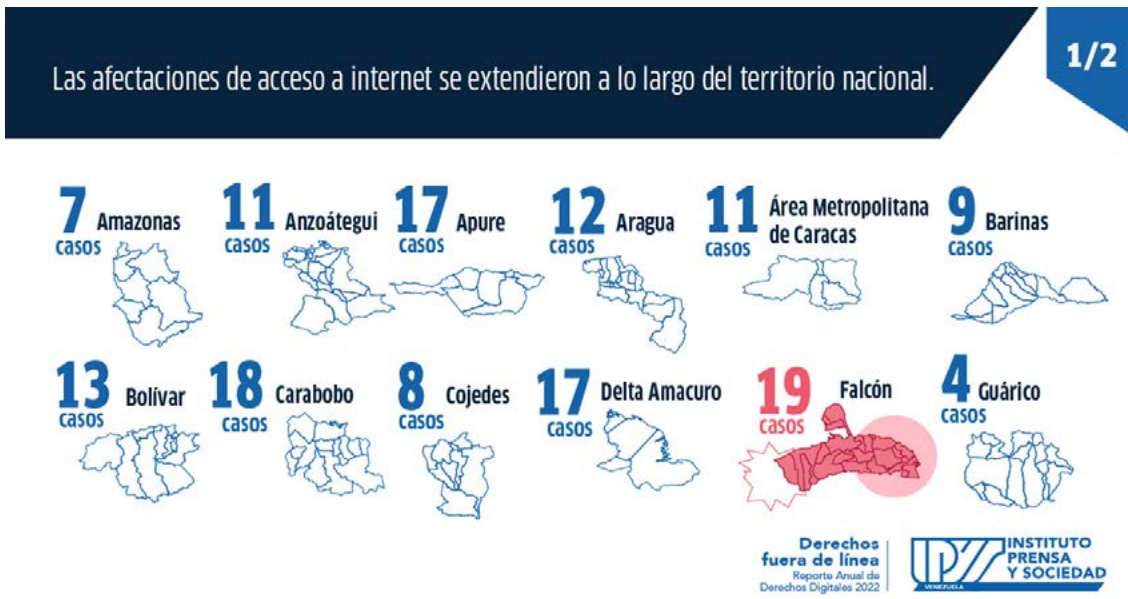 Las afectaciones de acceso a internet se extendieron a lo largo del territorio nacional.
1/2
7 casos Amazonas
11 casos Anzoátegui
17 casos Apure
12 casos Aragua
11 casos Área Metropolitana
de Caracas
9 casos Barinas
13 casos Bolívar
18 casos Carabobo
8 casos Cojedes
17 casos Delta Amacuro
19 casos Falcón
4 casos Guárico
Derechos
fuera de línea
Reporte Anual de
Derechos Digitales 2022
IPYS
VENEZUELA
INSTITUTO
PRENSA
Y SOCIEDAD